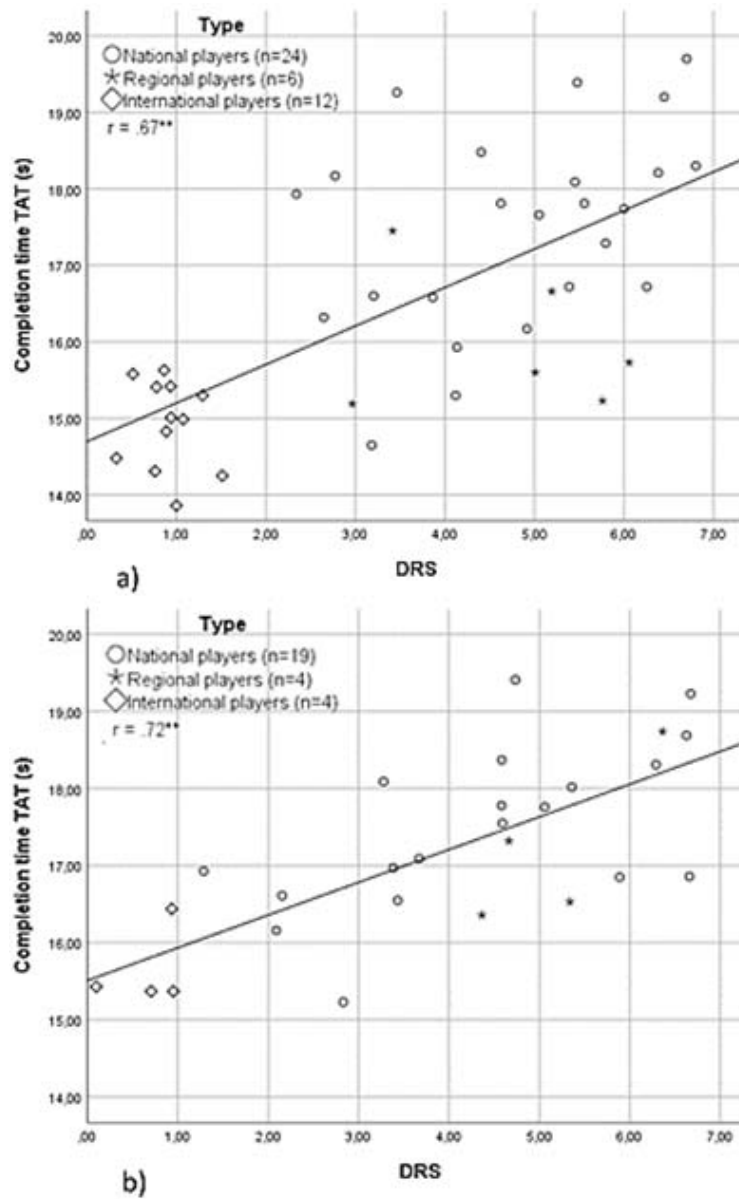 Type
○National players (n=24)
*Regional players (n=6)
◇International players (n=12)
r = .67**
Completion time TAT (s)
20,00
19,00
18,00
17,00
16,00
15,00
14,00
,00 1,00 2,00 3,00 4,00 5,00 6,00 7,00
DRS
a)
Type
○National players (n=19)
*Regional players (n=4)
◇International players (n=4)
r = .72**
Completion time TAT (s)
20,00
19,00
18,00
17,00
16,00
15,00
14,00
,00 1,00 2,00 3,00 4,00 5,00 6,00 7,00
DRS
b)